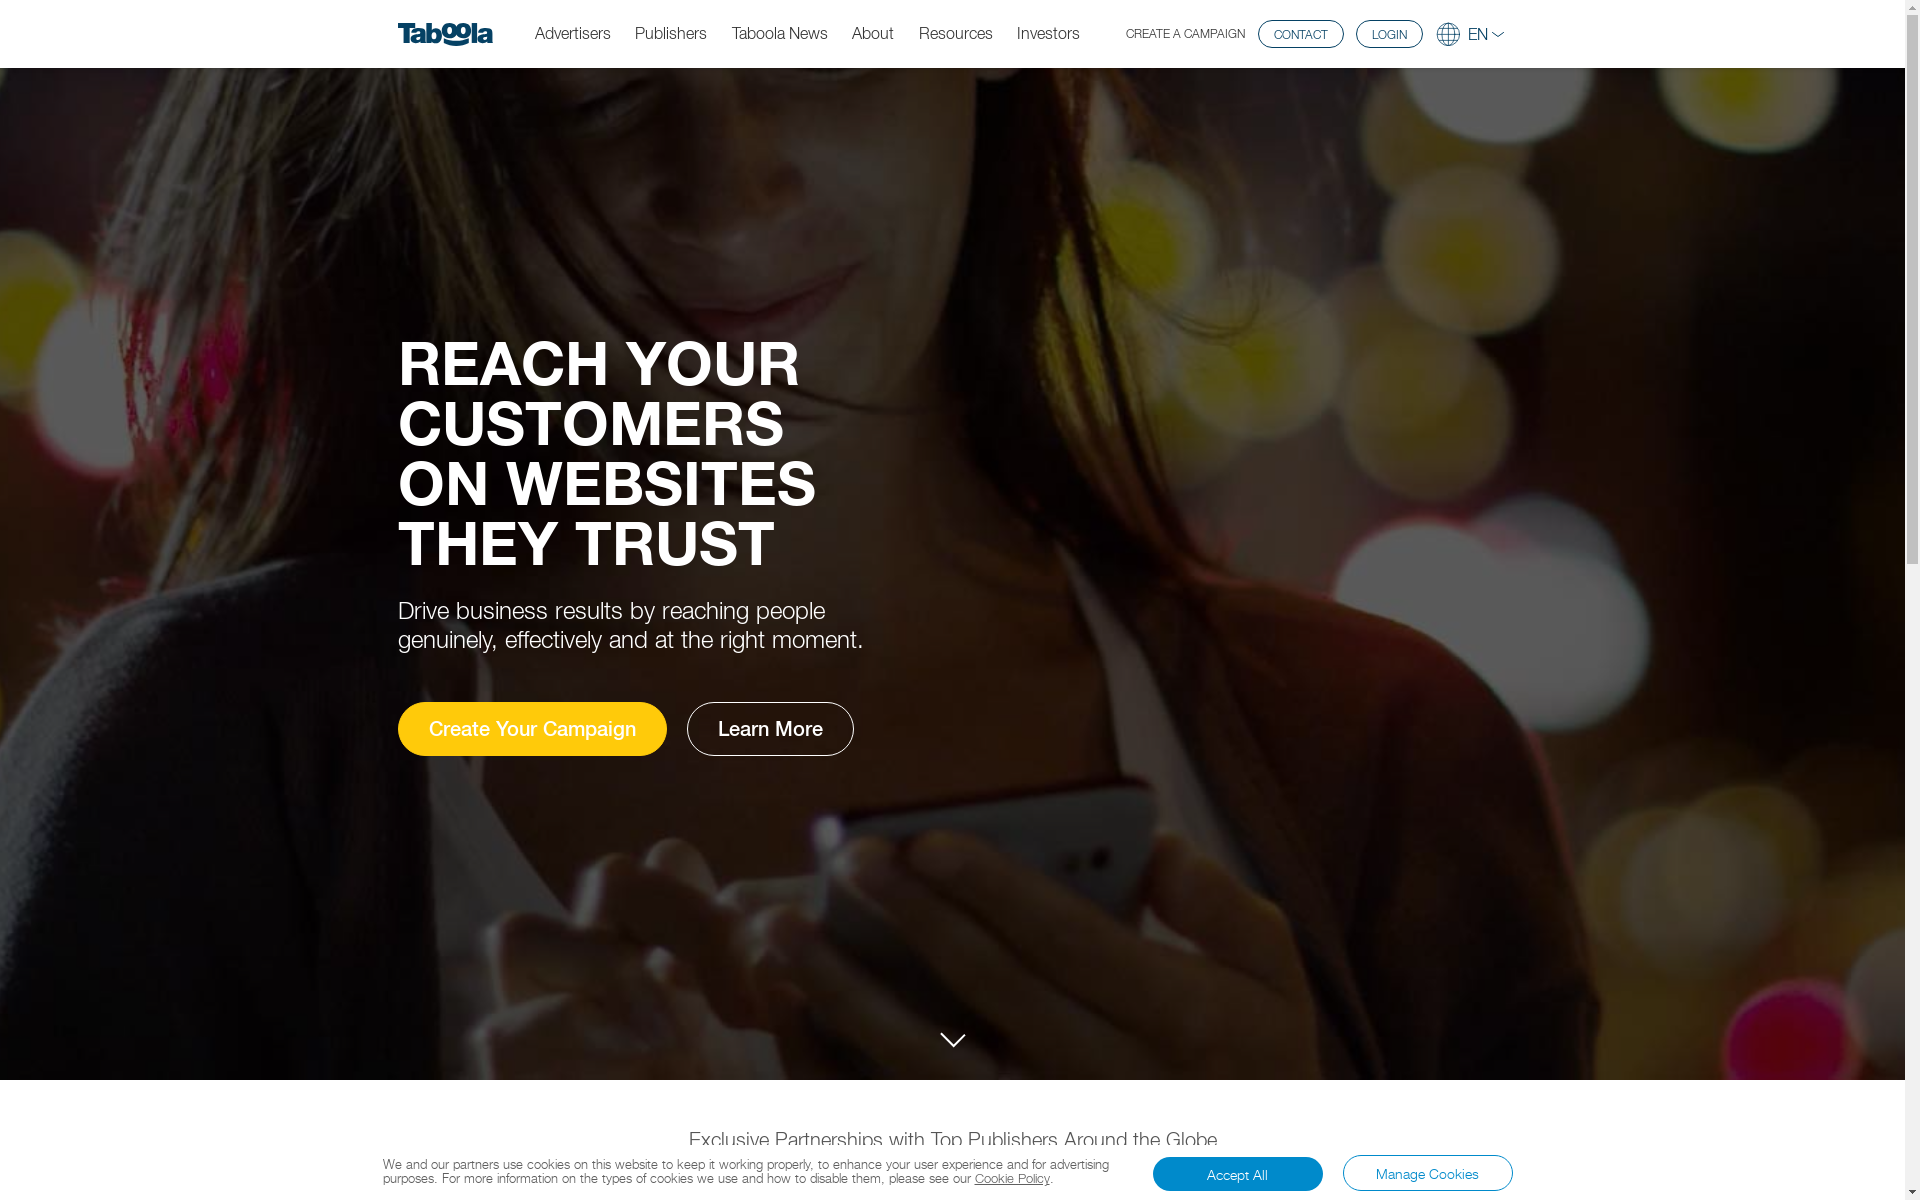 Taboola
Advertisers Publishers Taboola News About Resources Investors CREATE A CAMPAIGN CONTACT LOGIN EN
REACH YOUR
CUSTOMERS
ON WEBSITES
THEY TRUST
Drive business results by reaching people
genuinely, effectively and at the right moment.
Create Your Campaign Learn More
Exclusive Partnerships with Top Publishers Around the Globe
We and our partners use cookies on this website to keep it working properly, to enhance your user experience and for advertising
purposes. For more information on the types of cookies we use and how to disable them, please see our Cookie Policy.
Accept All Manage Cookies